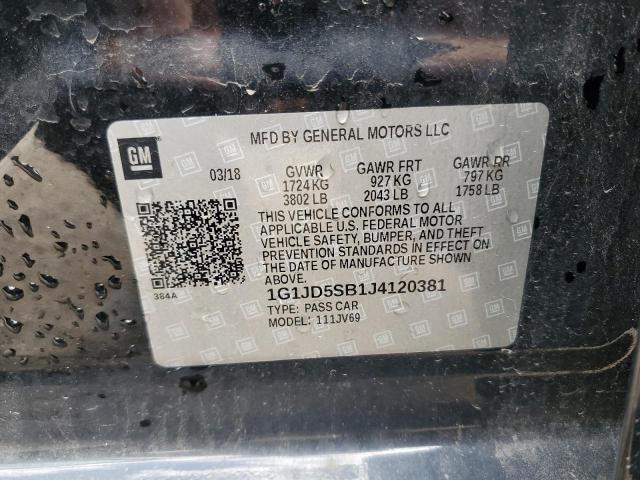 MFD BY GENERAL MOTORS LLC
GM
03/18 GVWR GAWR FRT GAWR RR
1724 KG 927 KG 797 KG
3802 LB 2043 LB 1758 LB
THIS VEHICLE CONFORMS TO ALL
APPLICABLE U.S. FEDERAL MOTOR
VEHICLE SAFETY, BUMPER, AND THEFT
PREVENTION STANDARDS IN EFFECT ON
THE DATE OF MANUFACTURE SHOWN
ABOVE.
384A
1G1JD5SB1J4120381
TYPE: PASS CAR
MODEL: 111JV69